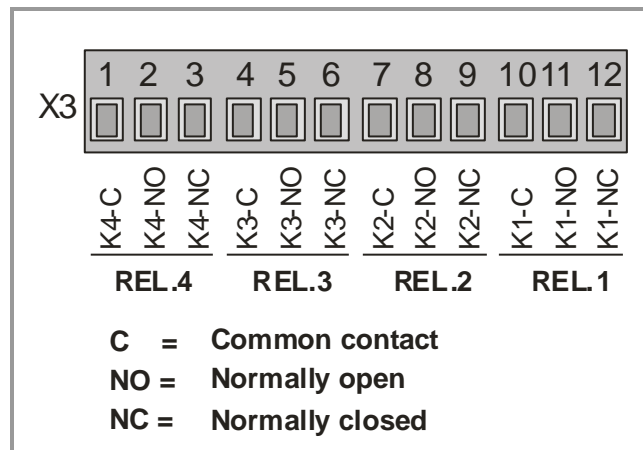 1 2 3 4 5 6 7 8 9 10 11 12
X3
K4-C K4-NO K4-NC K3-C K3-NO K3-NC K2-C K2-NO K2-NC K1-C K1-NO K1-NC
REL.4 REL.3 REL.2 REL.1
C = Common contact
NO = Normally open
NC = Normally closed